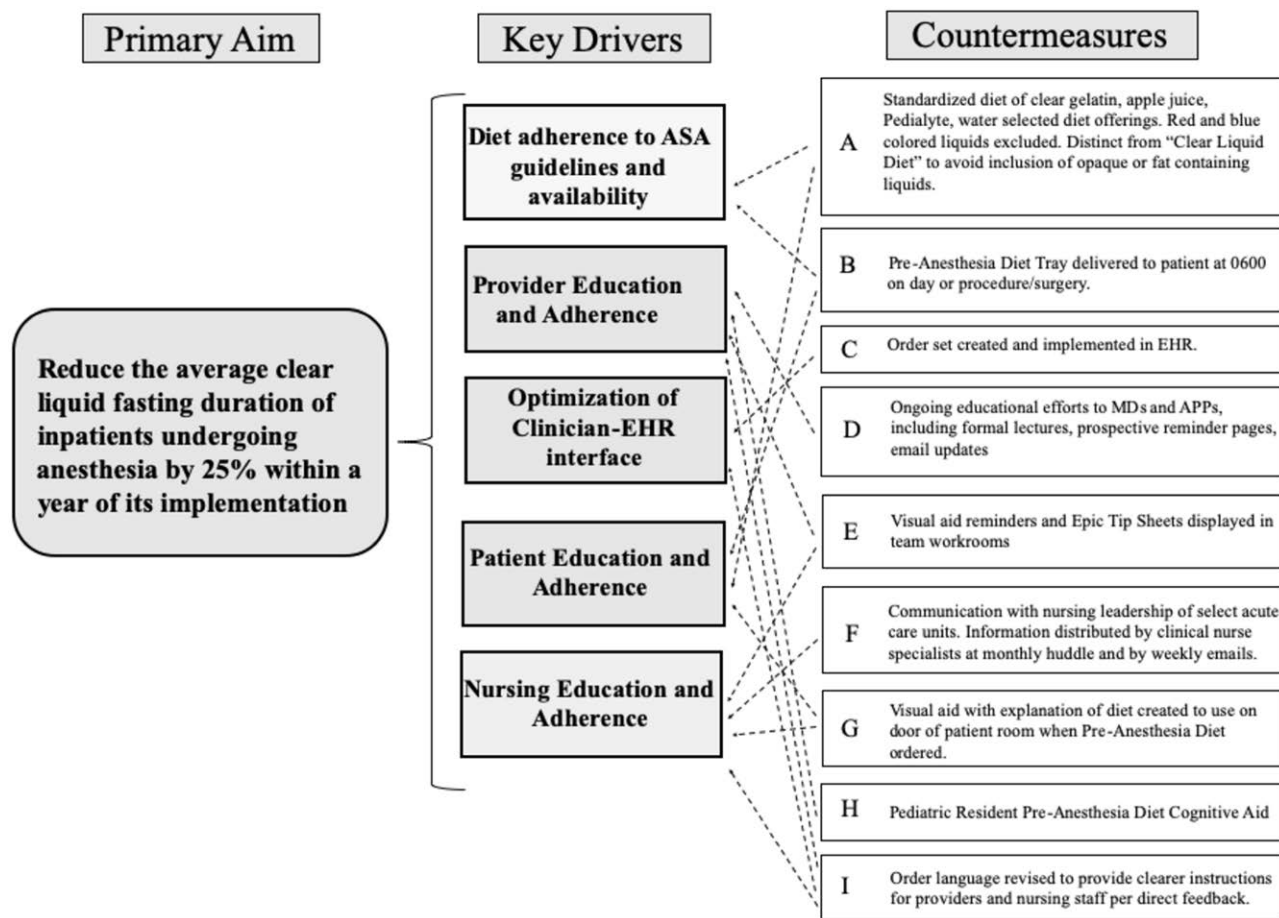 Primary Aim
Key Drivers
Countermeasures
Reduce the average clear
liquid fasting duration of
inpatients undergoing
anesthesia by 25% within a
year of its implementation
Diet adherence to ASA
guidelines and
availability
Provider Education
and Adherence
Optimization of
Clinician-EHR
interface
Patient Education and
Adherence
Nursing Education and
Adherence
A
Standardized diet of clear gelatin, apple juice,
Pedialyte, water selected diet offerings. Red and blue
colored liquids excluded. Distinct from “Clear Liquid
Diet” to avoid inclusion of opaque or fat containing
liquids.
B
Pre-Anesthesia Diet Tray delivered to patient at 0600
on day or procedure/surgery.
C
Order set created and implemented in EHR.
D
Ongoing educational efforts to MDs and APPs,
including formal lectures, prospective reminder pages,
email updates
E
Visual aid reminders and Epic Tip Sheets displayed in
team workrooms
F
Communication with nursing leadership of select acute
care units. Information distributed by clinical nurse
specialists at monthly huddle and by weekly emails.
G
Visual aid with explanation of diet created to use on
door of patient room when Pre-Anesthesia Diet
ordered.
H
Pediatric Resident Pre-Anesthesia Diet Cognitive Aid
I
Order language revised to provide clearer instructions
for providers and nursing staff per direct feedback.